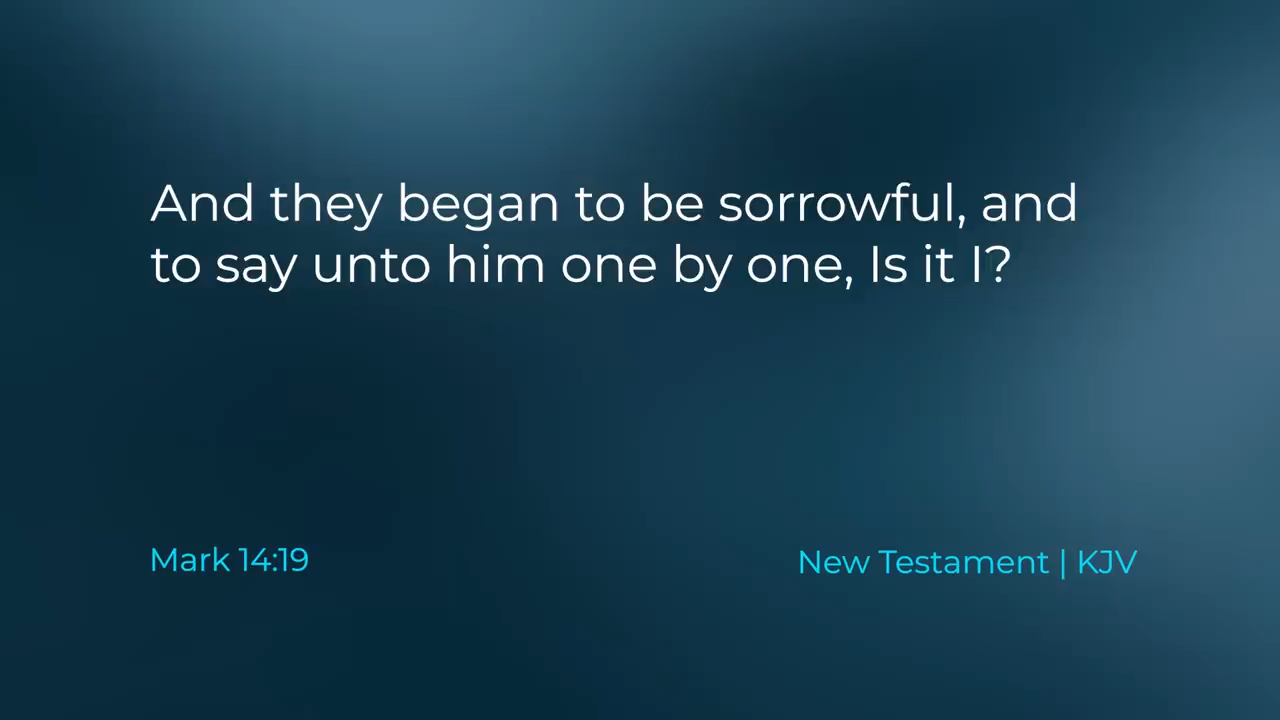 And they began to be sorrowful, and
to say unto him one by one, Is it I?
Mark 14:19
New Testament | KJV